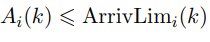 A_i(k) ⩽ ArrivLim_i(k)